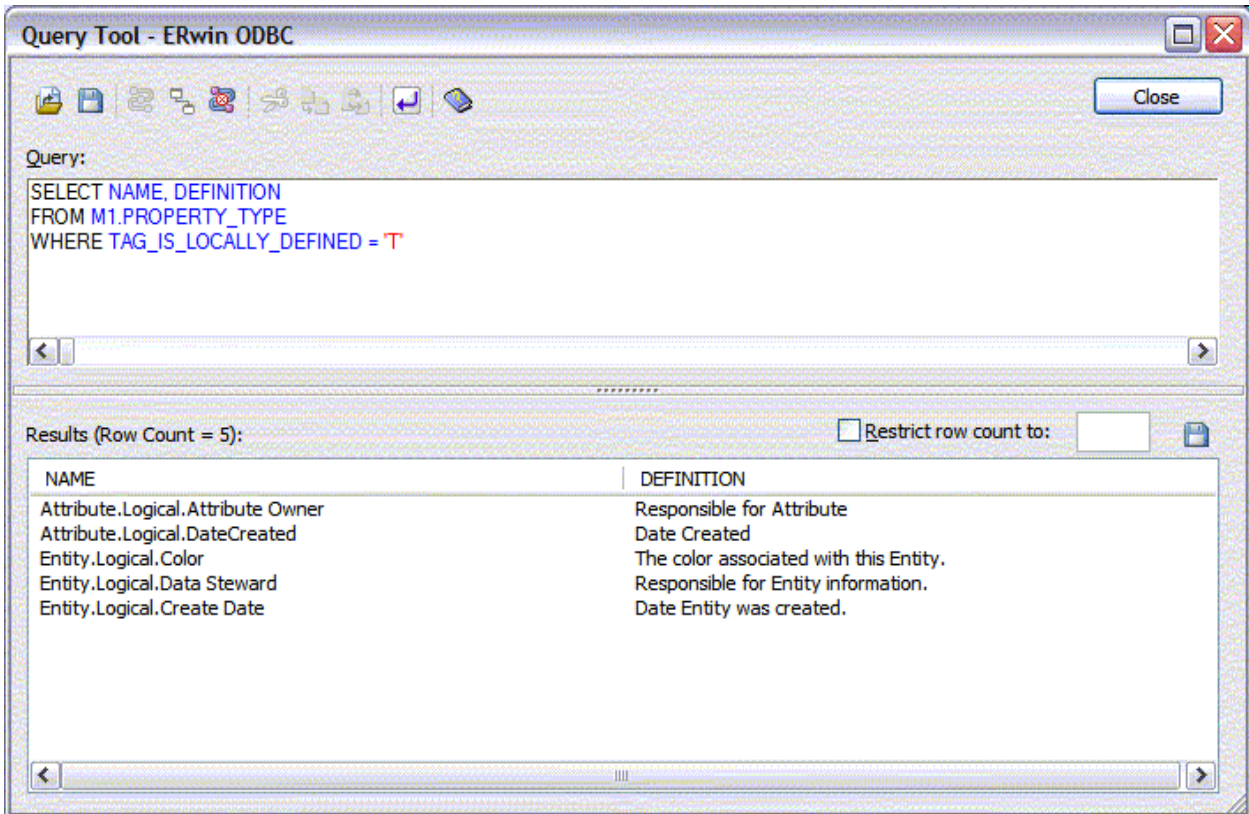 Query Tool - ERwin ODBC
Close
Query:
SELECT NAME, DEFINITION
FROM M1.PROPERTY_TYPE
WHERE TAG_IS_LOCALLY_DEFINED = 'T'
Results (Row Count = 5):
Restrict row count to:
NAME DEFINITION
Attribute.Logical.Attribute Owner Responsible for Attribute
Attribute.Logical.DateCreated Date Created
Entity.Logical.Color The color associated with this Entity.
Entity.Logical.Data Steward Responsible for Entity information.
Entity.Logical.Create Date Date Entity was created.